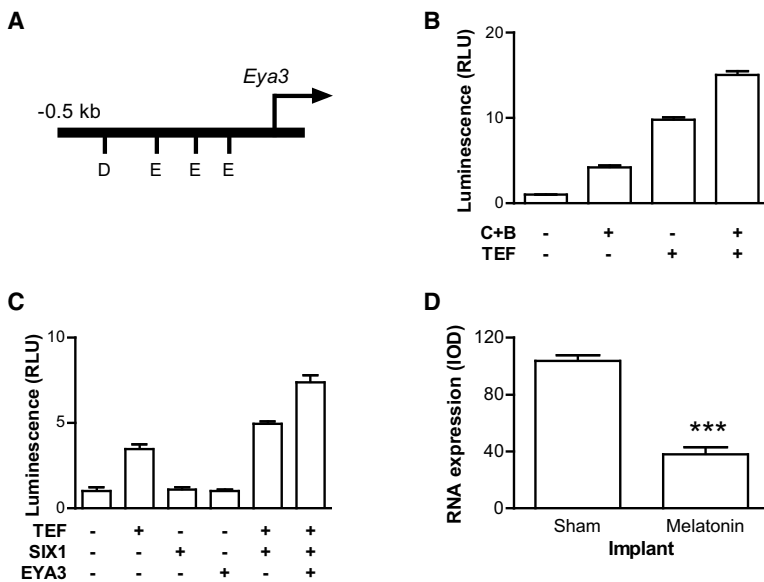 A
Eya3
-0.5 kb
D E E E
B
Luminescence (RLU)
20
10
0
C+B - + - +
TEF - - + +
C
Luminescence (RLU)
10
5
0
TEF - + - - + +
SIX1 - - + - + +
EYA3 - - - + - +
D
RNA expression (IOD)
120
80
40
0
***
Sham Melatonin
Implant